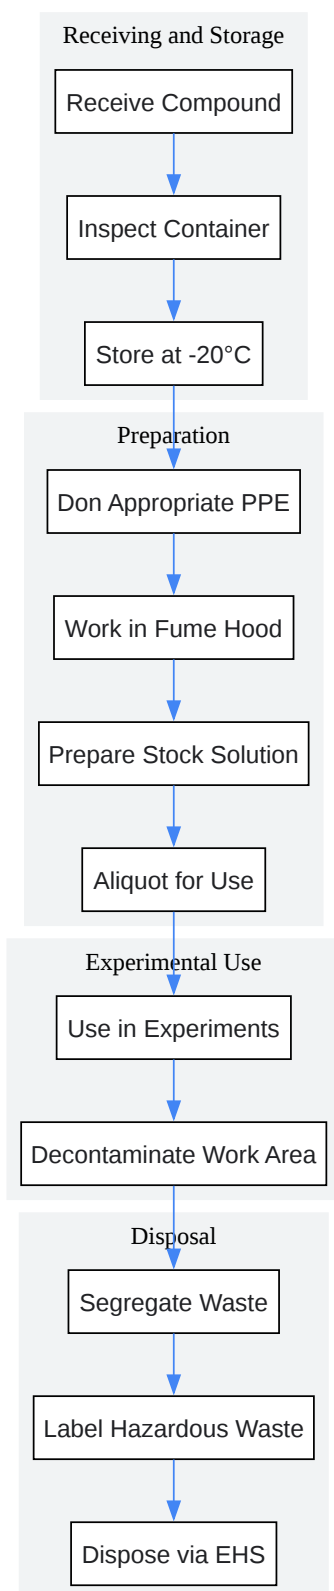 Receiving and Storage
Receive Compound
Inspect Container
Store at -20°C
Preparation
Don Appropriate PPE
Work in Fume Hood
Prepare Stock Solution
Aliquot for Use
Experimental Use
Use in Experiments
Decontaminate Work Area
Disposal
Segregate Waste
Label Hazardous Waste
Dispose via EHS